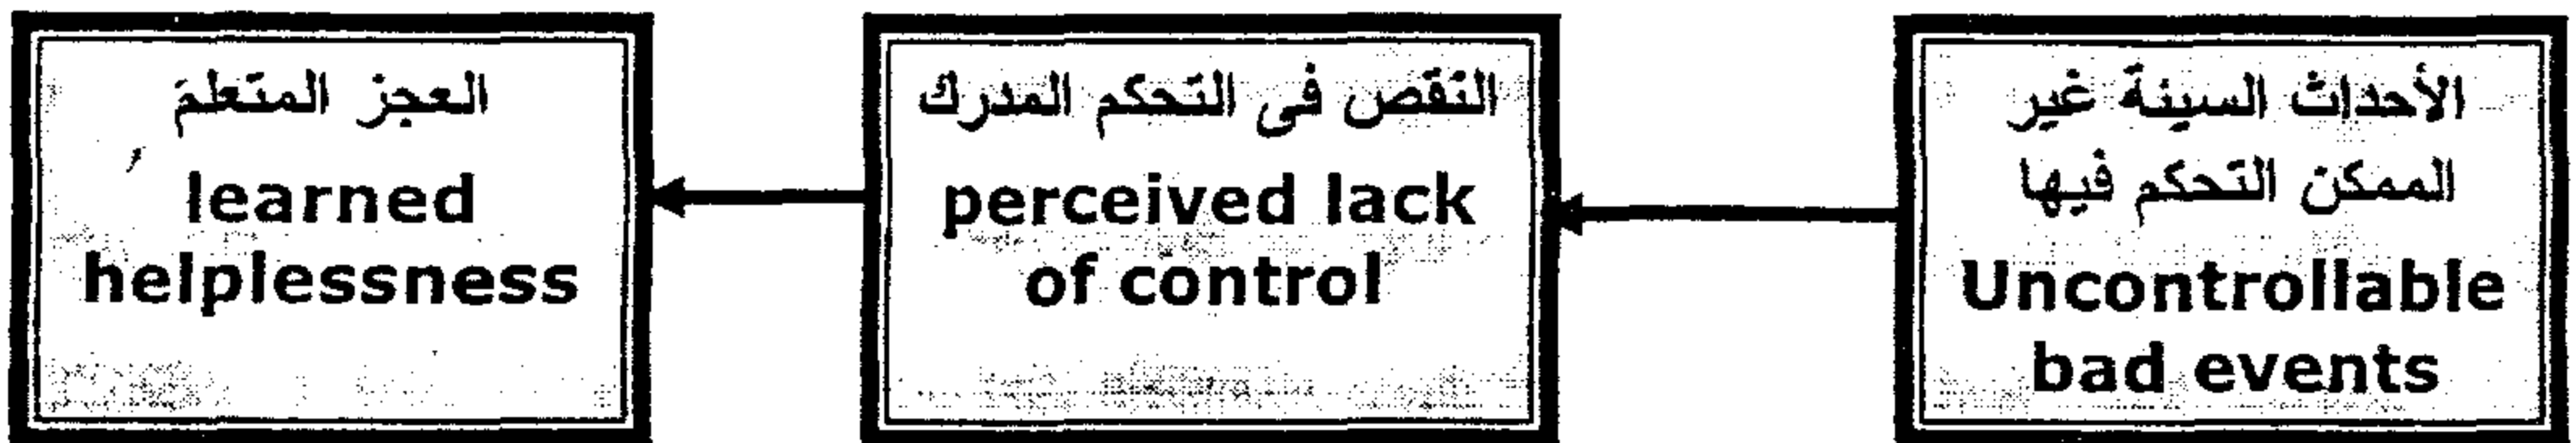 الأحداث السيئة غير
الممكن التحكم فيها
Uncontrollable
bad events
النقص فى التحكم المدرك
perceived lack
of control
العجز المتعلم
learned
helplessness